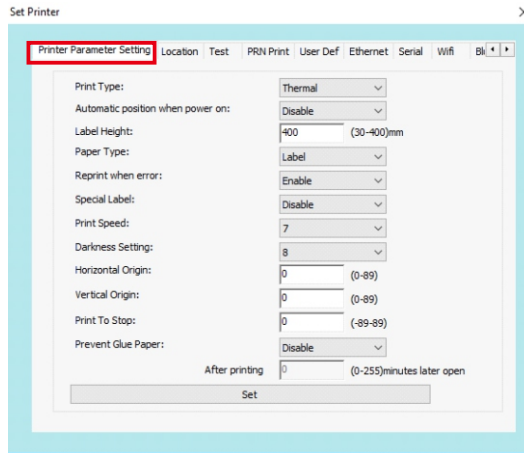 Set Printer
Printer Parameter Setting Location Test PRN Print User Def Ethernet Serial Wifi
Print Type: Thermal
Automatic position when power on: Disable
Label Height: 400 (30-400)mm
Paper Type: Label
Reprint when error: Enable
Special Label: Disable
Print Speed: 7
Darkness Setting: 8
Horizontal Origin: 0 (0-89)
Vertical Origin: 0 (0-89)
Print To Stop: 0 (-89-89)
Prevent Glue Paper: Disable
After printing 0 (0-255)minutes later open
Set